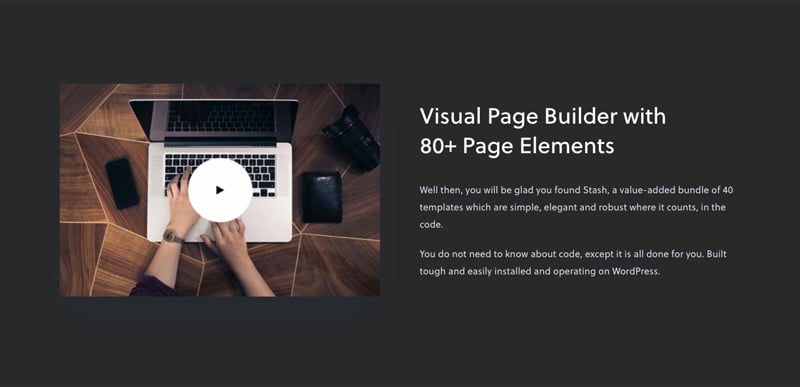 Visual Page Builder with
80+ Page Elements
Well then, you will be glad you found Stash, a value-added bundle of 40
templates which are simple, elegant and robust where it counts, in the
code.
You do not need to know about code, except it is all done for you. Built
tough and easily installed and operating on WordPress.